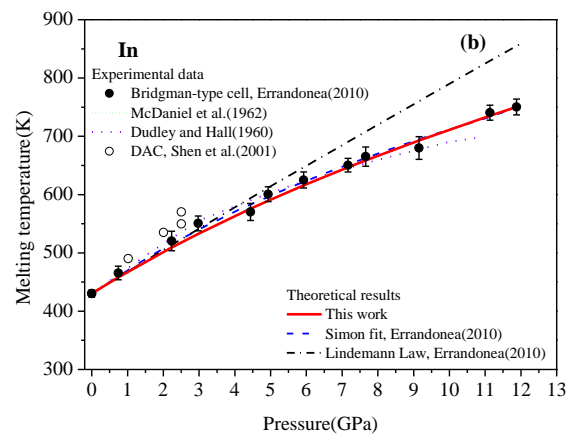 In
(b)
Experimental data
Bridgman-type cell, Errandonea(2010)
McDaniel et al.(1962)
Dudley and Hall(1960)
DAC, Shen et al.(2001)
Theoretical results
This work
Simon fit, Errandonea(2010)
Lindemann Law, Errandonea(2010)
Melting temperature(K)
900
800
700
600
500
400
300
0 1 2 3 4 5 6 7 8 9 10 11 12 13
Pressure(GPa)